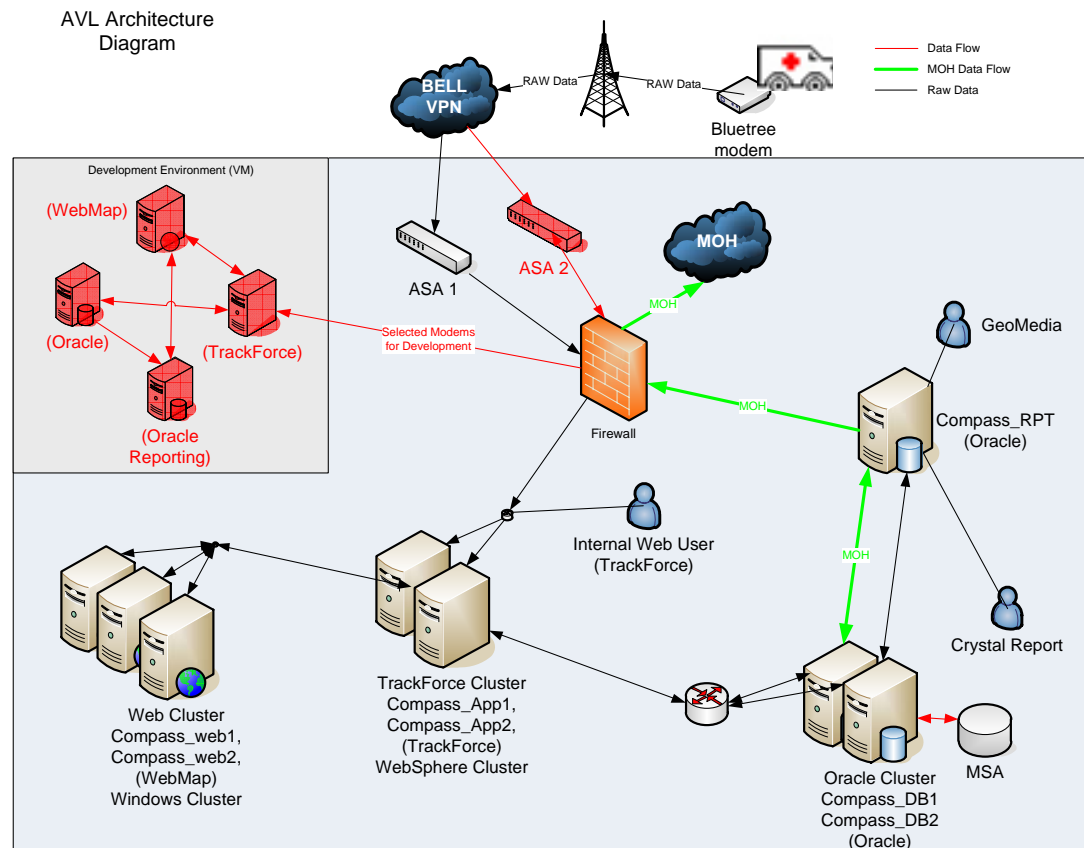 AVL Architecture
Diagram
Data Flow
MOH Data Flow
Raw Data
BELL
VPN
RAW Data
RAW Data
Bluetree
modem
Development Environment (VM)
(WebMap)
(Oracle)
(TrackForce)
(Oracle
Reporting)
ASA 1
ASA 2
MOH
MOH
Selected Modems
for Development
Firewall
MOH
GeoMedia
Compass_RPT
(Oracle)
Internal Web User
(TrackForce)
MOH
Crystal Report
Web Cluster
Compass_web1,
Compass_web2,
(WebMap)
Windows Cluster
TrackForce Cluster
Compass_App1,
Compass_App2,
(TrackForce)
WebSphere Cluster
Oracle Cluster
Compass_DB1
Compass_DB2
(Oracle)
MSA